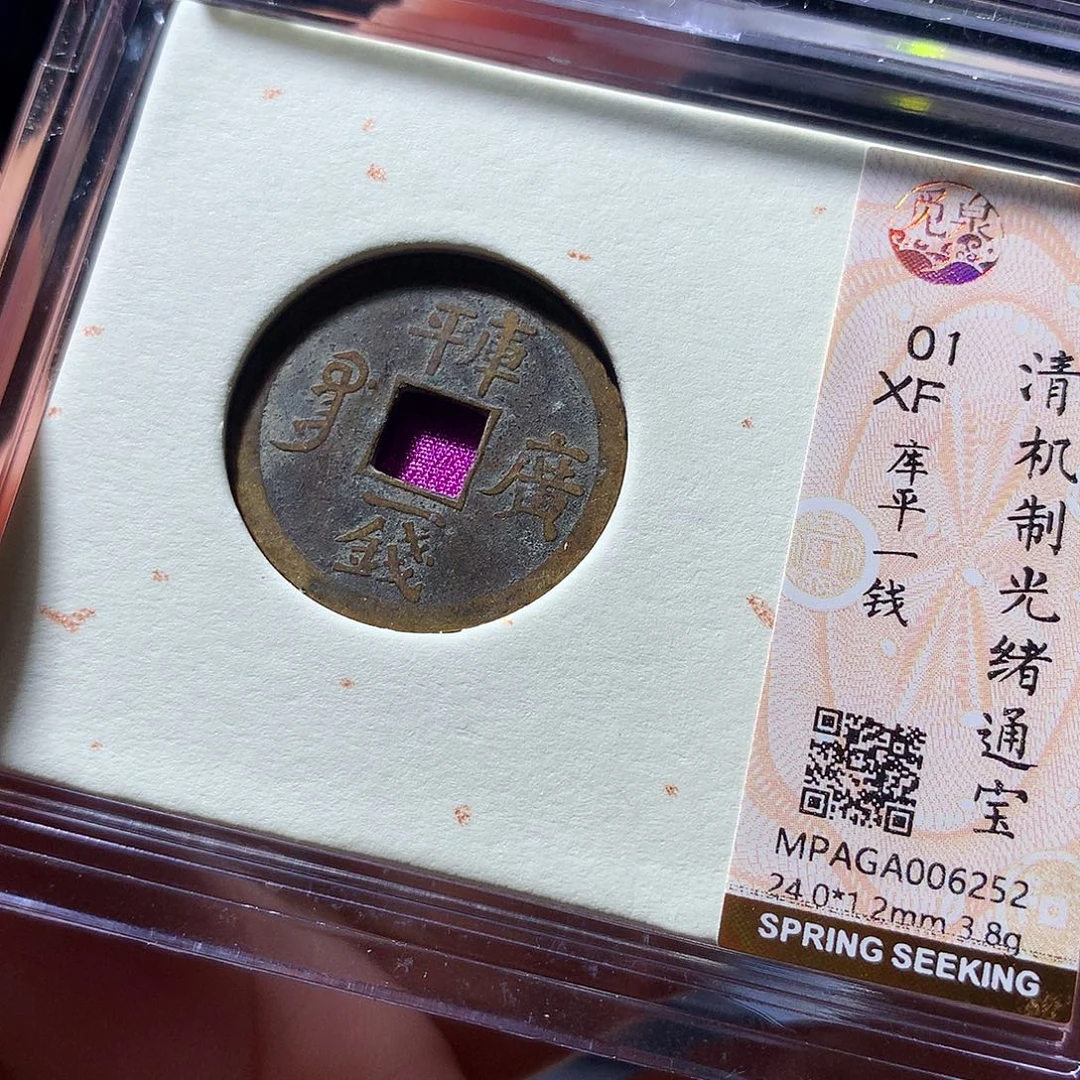 庫平
廣
一錢
觅泉
清机制光绪通宝
01
XF
库平一钱
MPAGA006252
24.0*1.2mm 3.8g
SPRING SEEKING